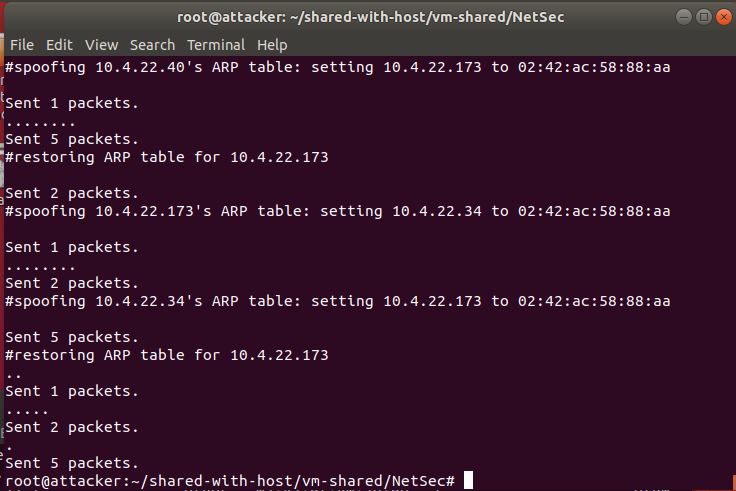 root@attacker: ~/shared-with-host/vm-shared/NetSec
File Edit View Search Terminal Help
#spoofing 10.4.22.40's ARP table: setting 10.4.22.173 to 02:42:ac:58:88:aa
Sent 1 packets.
........
Sent 5 packets.
#restoring ARP table for 10.4.22.173
Sent 2 packets.
#spoofing 10.4.22.173's ARP table: setting 10.4.22.34 to 02:42:ac:58:88:aa
Sent 1 packets.
........
Sent 2 packets.
#spoofing 10.4.22.34's ARP table: setting 10.4.22.173 to 02:42:ac:58:88:aa
Sent 5 packets.
#restoring ARP table for 10.4.22.173
..
Sent 1 packets.
.....
Sent 2 packets.
.
Sent 5 packets.
root@attacker:~/shared-with-host/vm-shared/NetSec#